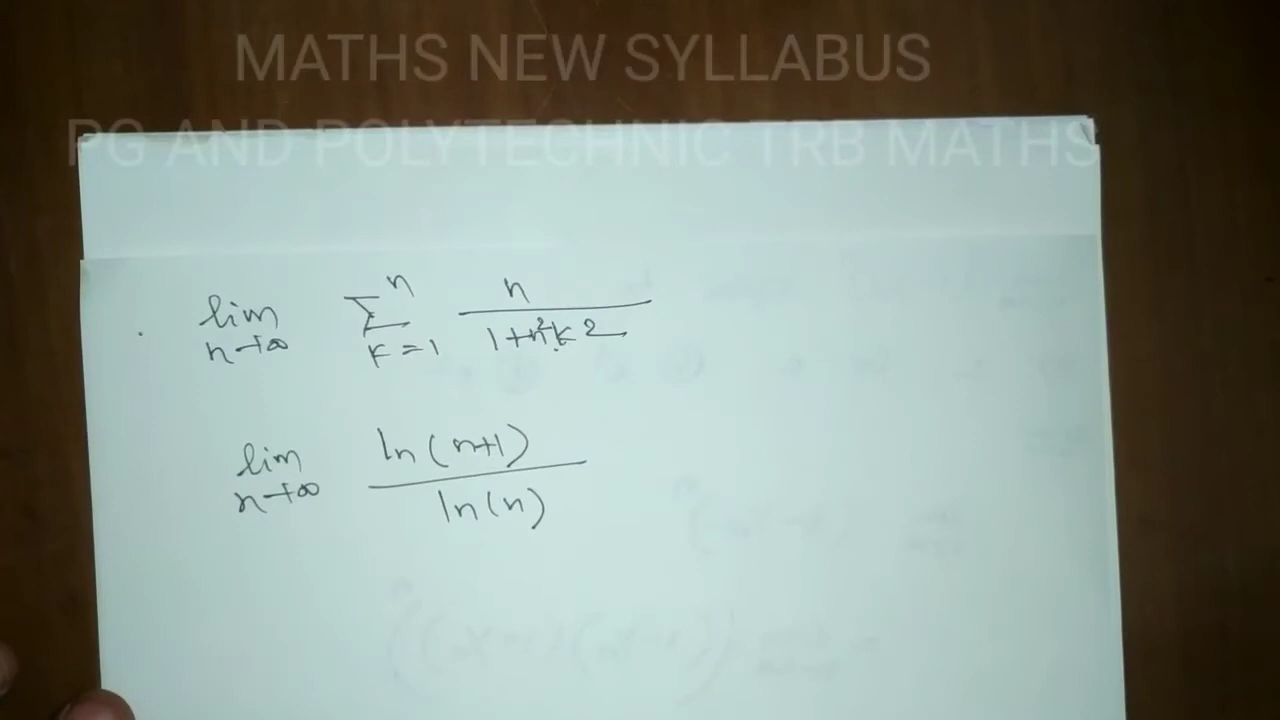 MATHS NEW SYLLABUS
PG AND POLYTECHNIC TRB MATHS
lim n→∞ Σ k=1 n n / 1+n²k²
lim n→∞ ln(n+1) / ln(n)